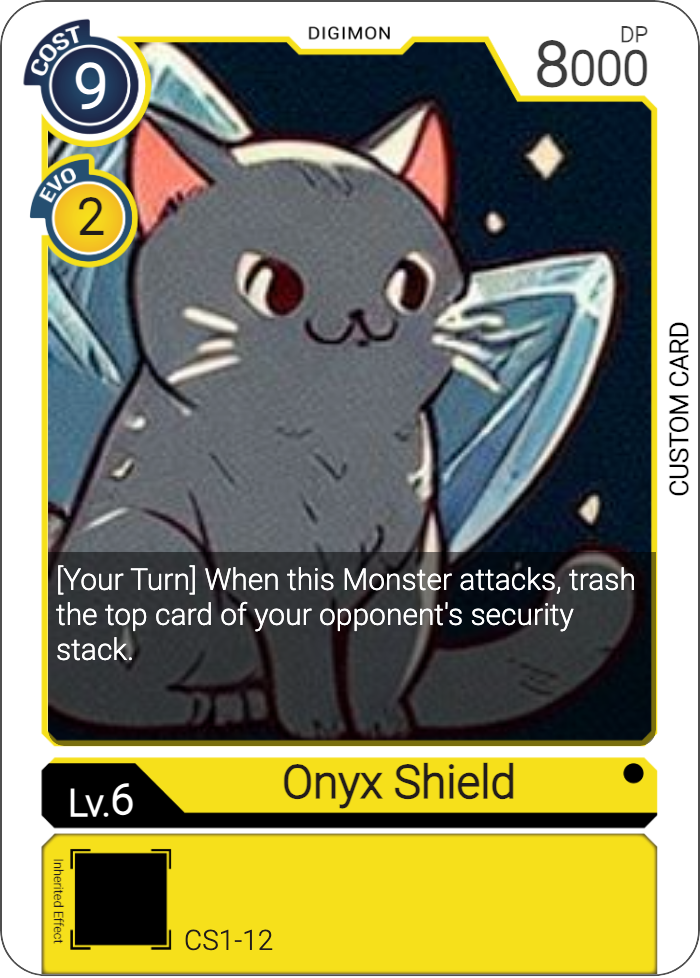 COST
9
DIGIMON
DP
8000
EVO
2
CUSTOM CARD
[Your Turn] When this Monster attacks, trash
the top card of your opponent's security
stack.
Onyx Shield
Lv.6
Inherited Effect
CS1-12